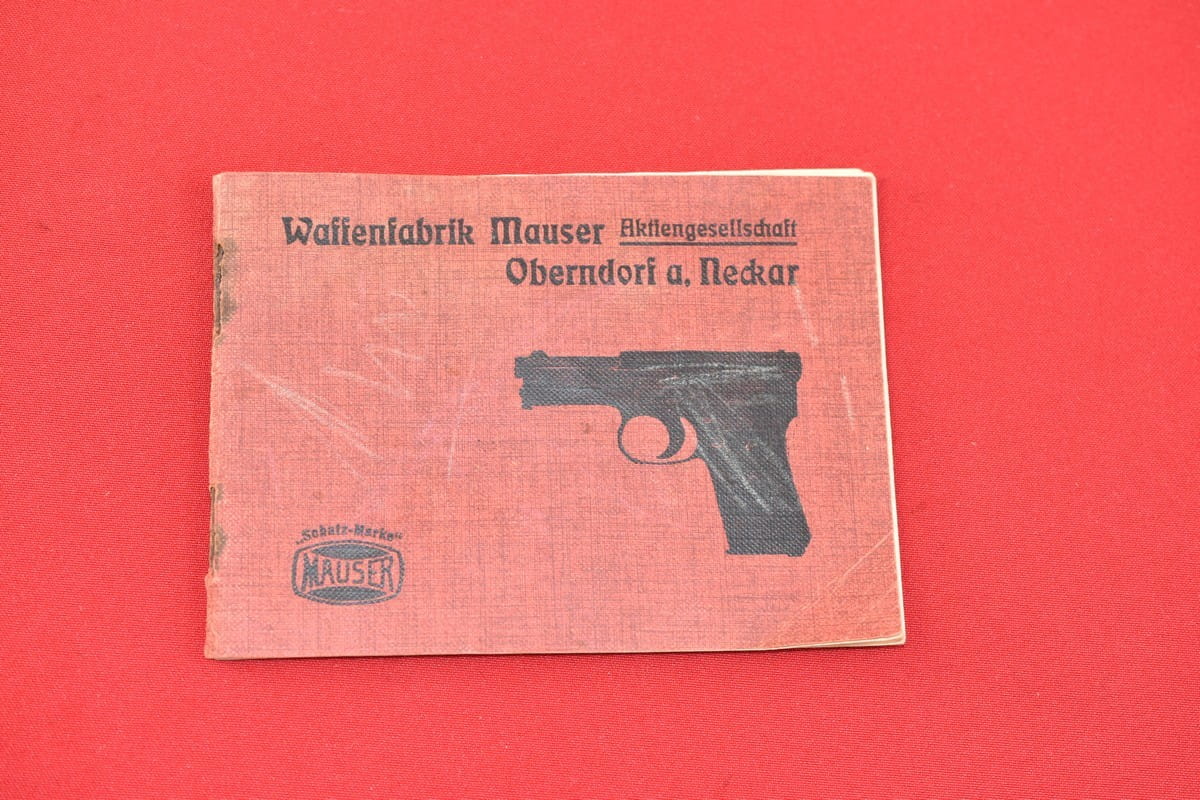 Waffenfabrik Mauser Aktiengesellschaft
Oberndorf a. Neckar
„Schutz-Marke“
MAUSER